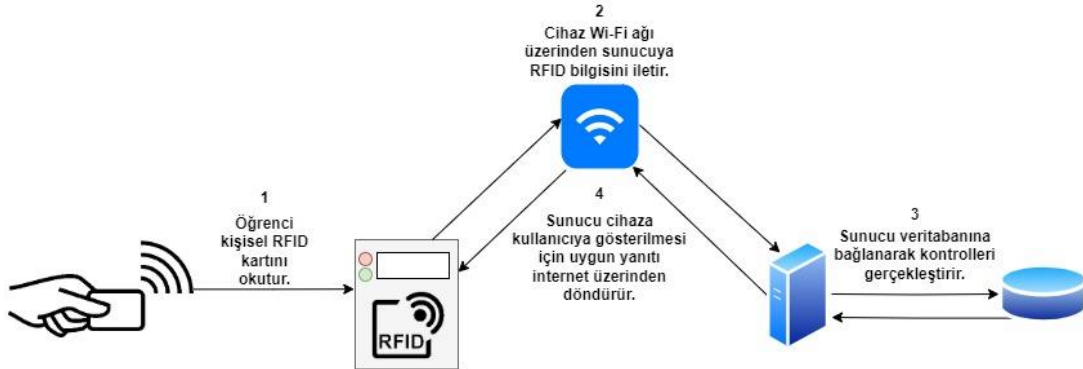 1
Öğrenci
kişisel RFID
kartını
okutur.
RFID
2
Cihaz Wi-Fi ağı
üzerinden sunucuya
RFID bilgisini iletir.
3
Sunucu veritabanına
bağlanarak kontrolleri
gerçekleştirir.
4
Sunucu cihaza
kullanıcıya gösterilmesi
için uygun yanıtı
internet üzerinden
döndürür.